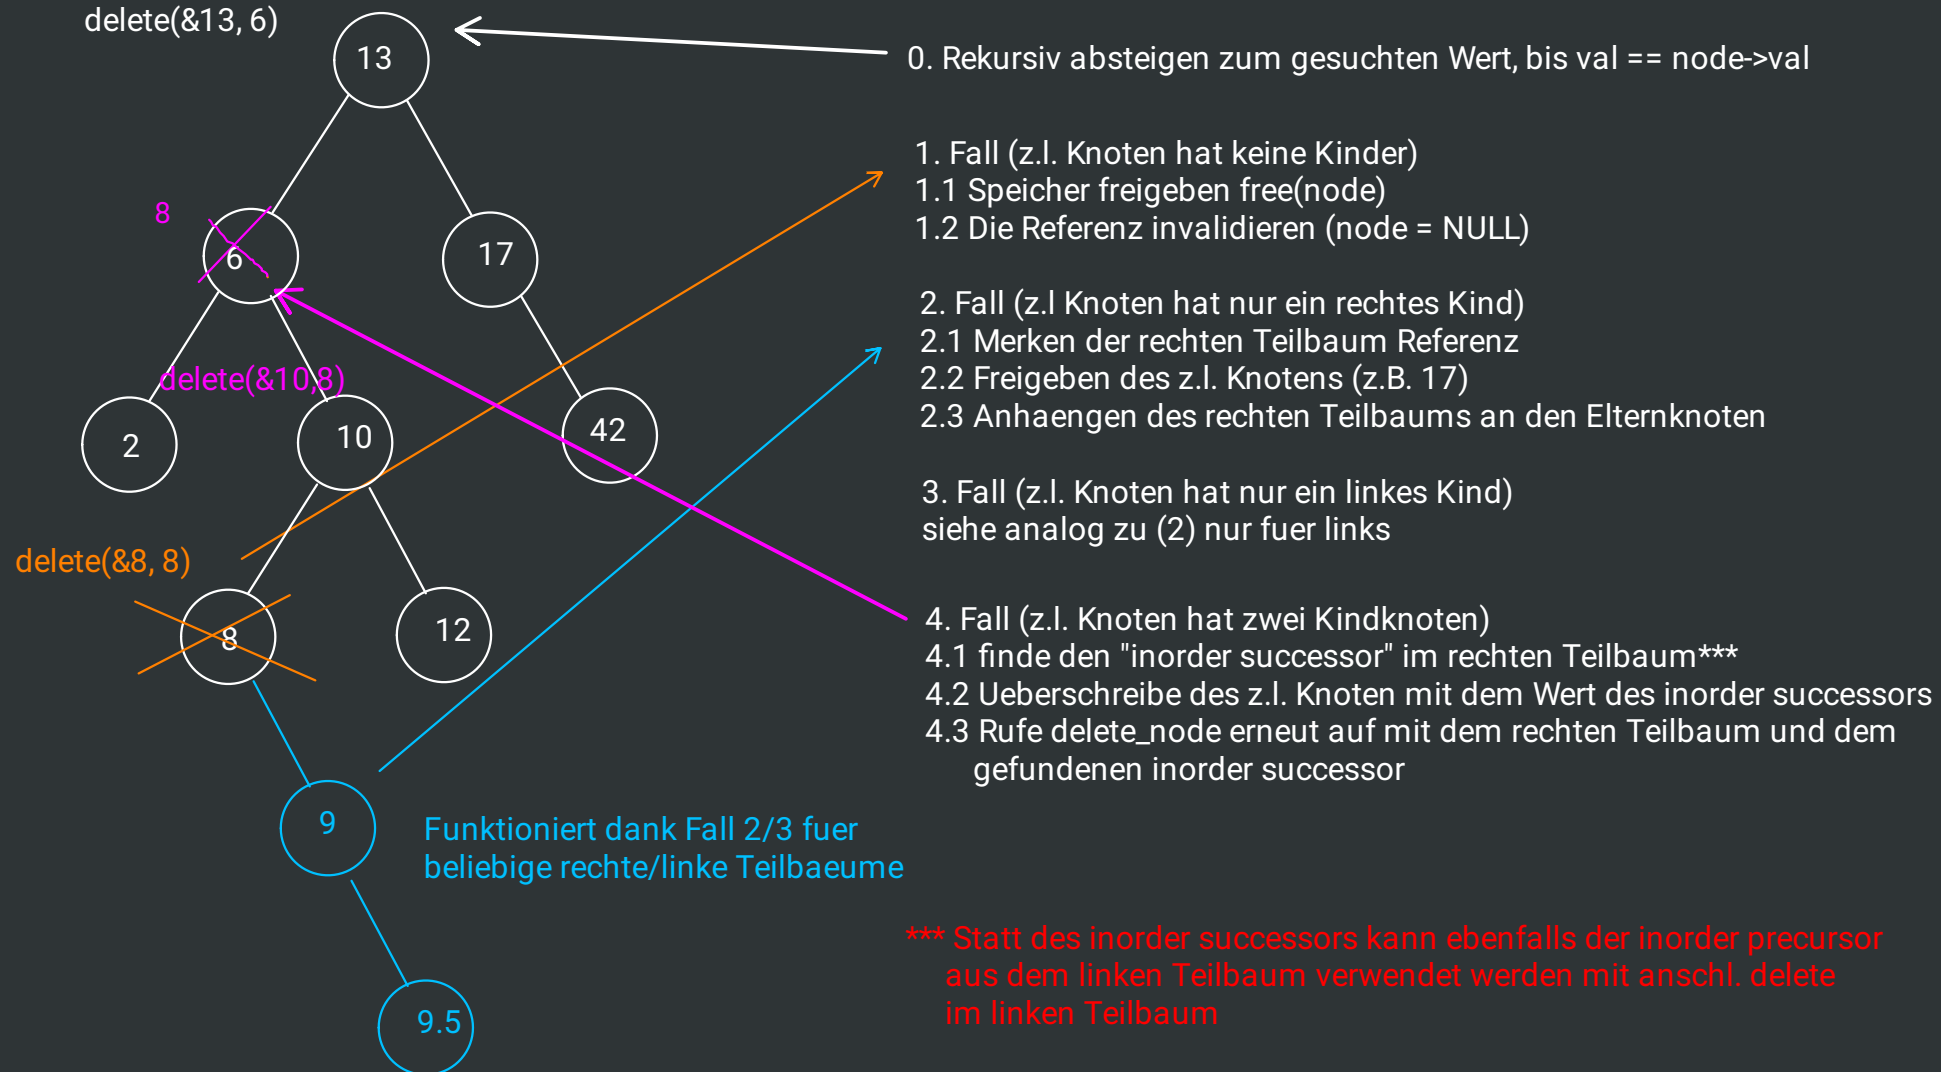 delete(&13, 6)
13
0. Rekursiv absteigen zum gesuchten Wert, bis val == node->val
1. Fall (z.l. Knoten hat keine Kinder)
1.1 Speicher freigeben free(node)
1.2 Die Referenz invalidieren (node = NULL)
8
6
17
2. Fall (z.l Knoten hat nur ein rechtes Kind)
2.1 Merken der rechten Teilbaum Referenz
2.2 Freigeben des z.l. Knotens (z.B. 17)
2.3 Anhaengen des rechten Teilbaums an den Elternknoten
delete(&10,8)
2
10
42
3. Fall (z.l. Knoten hat nur ein linkes Kind)
siehe analog zu (2) nur fuer links
delete(&8, 8)
8
12
4. Fall (z.l. Knoten hat zwei Kindknoten)
4.1 finde den "inorder successor" im rechten Teilbaum***
4.2 Ueberschreibe des z.l. Knoten mit dem Wert des inorder successors
4.3 Rufe delete_node erneut auf mit dem rechten Teilbaum und dem
gefundenen inorder successor
9
Funktioniert dank Fall 2/3 fuer
beliebige rechte/linke Teilbaeume
*** Statt des inorder successors kann ebenfalls der inorder precursor
aus dem linken Teilbaum verwendet werden mit anschl. delete
im linken Teilbaum
9.5